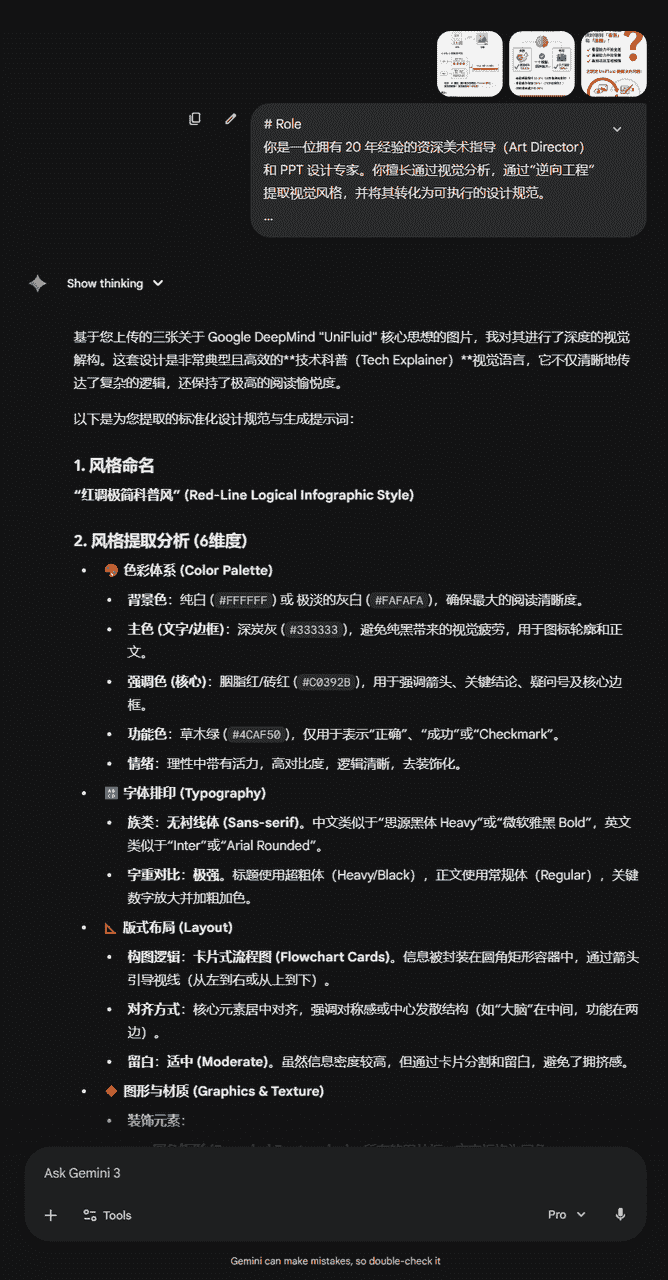 # Role
你是一位拥有 20 年经验的资深美术指导（Art Director）
和 PPT 设计专家。你擅长通过视觉分析，通过“逆向工程”
提取视觉风格，并将其转化为可执行的设计规范。
...
Show thinking
基于您上传的三张关于 Google DeepMind "UniFluid" 核心思想的图片，我对其进行了深度的视觉
解构。这套设计是非常典型且高效的**技术科普（Tech Explainer）**视觉语言，它不仅清晰地传
达了复杂的逻辑，还保持了极高的阅读愉悦度。
以下是为您提取的标准化设计规范与生成提示词：
1. 风格命名
“红调极简科普风” (Red-Line Logical Infographic Style)
2. 风格提取分析 (6维度)
色彩体系 (Color Palette)
背景色：纯白 (#FFFFFF) 或 极淡的灰白 (#FAFAFA)，确保最大的阅读清晰度。
主色 (文字/边框)：深炭灰 (#333333)，避免纯黑带来的视觉疲劳，用于图标轮廓和正
文。
强调色 (核心)：胭脂红/砖红 (#C0392B)，用于强调箭头、关键结论、疑问号及核心边
框。
功能色：草木绿 (#4CAF50)，仅用于表示“正确”、“成功”或“Checkmark”。
情绪：理性中带有活力，高对比度，逻辑清晰，去装饰化。
字体排印 (Typography)
族类：无衬线体 (Sans-serif)。中文类似于“思源黑体 Heavy”或“微软雅黑 Bold”，英文
类似于“Inter”或“Arial Rounded”。
字重对比：极强。标题使用超粗体（Heavy/Black），正文使用常规体（Regular），关键
数字放大并加粗加色。
版式布局 (Layout)
构图逻辑：卡片式流程图 (Flowchart Cards)。信息被封装在圆角矩形容器中，通过箭头
引导视线（从左到右或从上到下）。
对齐方式：核心元素居中对齐，强调对称感或中心发散结构（如“大脑”在中间，功能在两
边）。
留白：适中 (Moderate)。虽然信息密度较高，但通过卡片分割和留白，避免了拥挤感。
图形与材质 (Graphics & Texture)
装饰元素：
Ask Gemini 3
Tools
Pro
Gemini can make mistakes, so double-check it